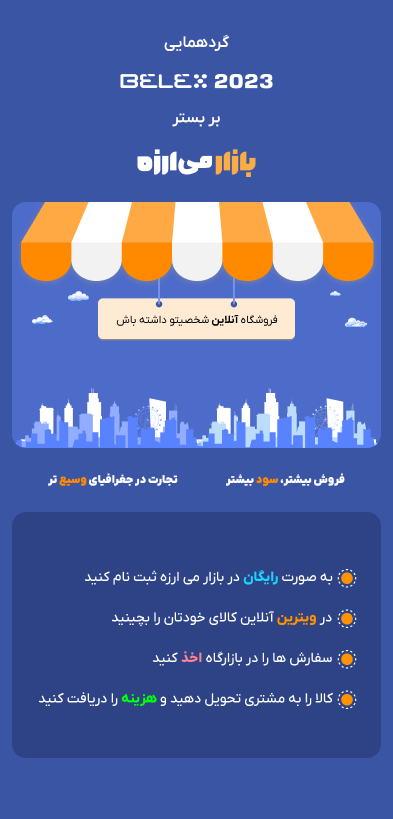 گردهمایی
BELEX 2023
بر بستر
بازار می‌ارزه
فروشگاه آنلاین شخصیتو داشته باش
فروش بیشتر، سود بیشتر
تجارت در جغرافیای وسیع تر
به صورت رایگان در بازار می ارزه ثبت نام کنید
در ویترین آنلاین کالای خودتان را بچینید
سفارش ها را در بازارگاه اخذ کنید
کالا را به مشتری تحویل دهید و هزینه را دریافت کنید